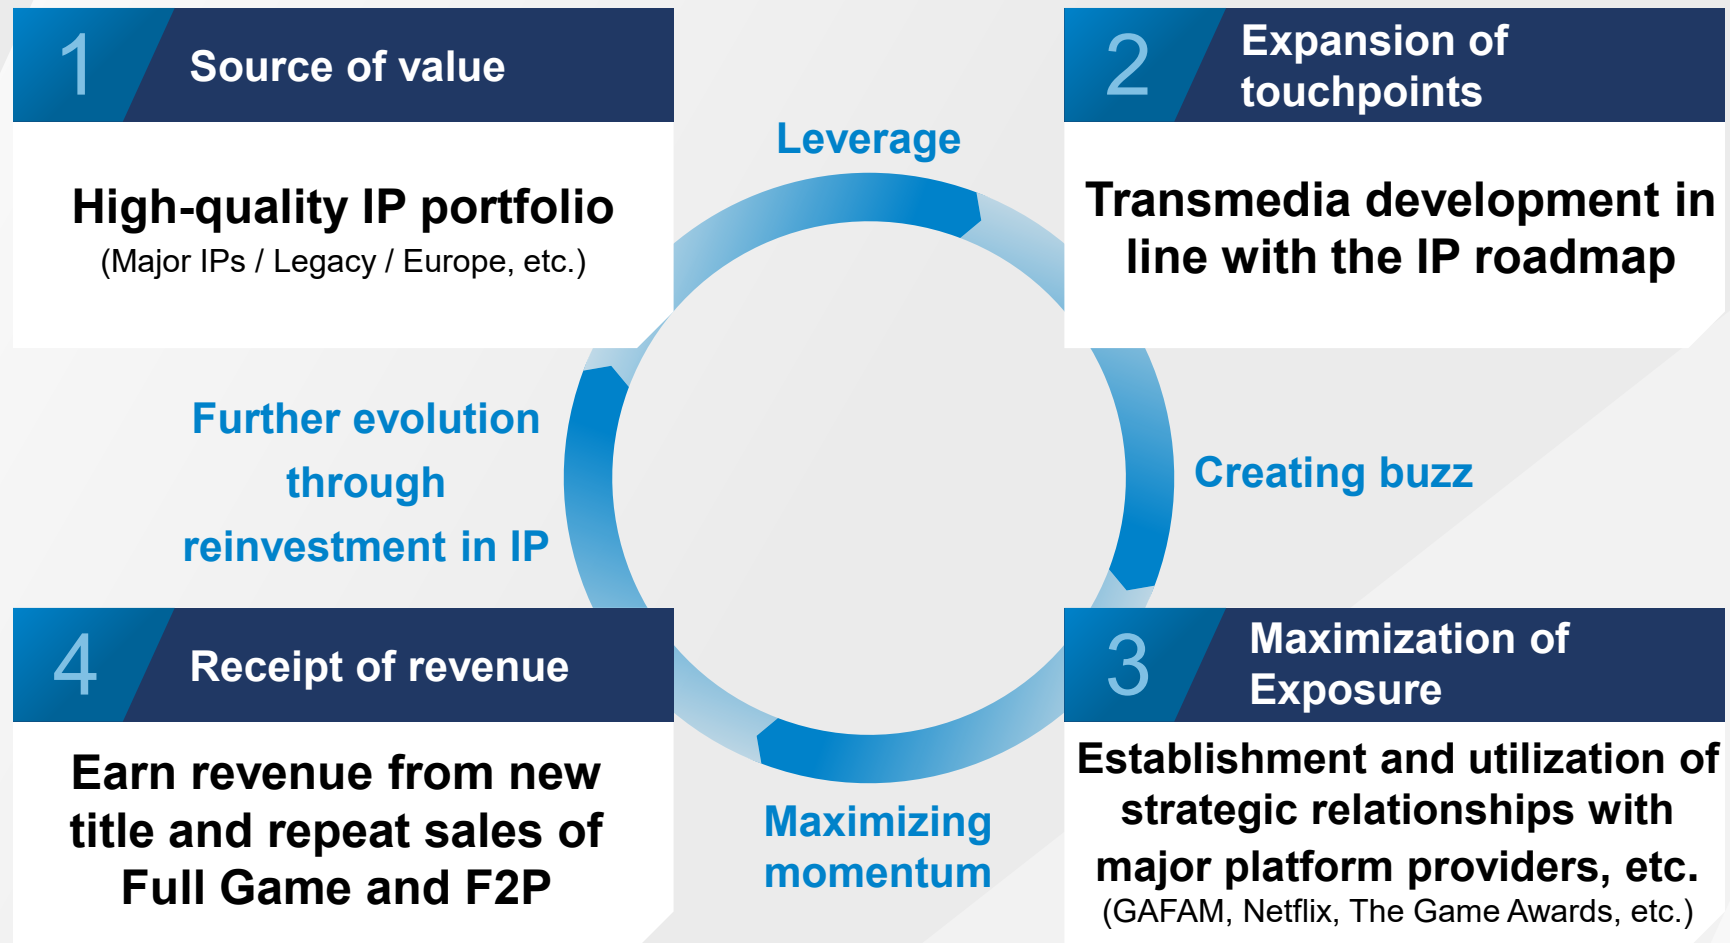 1
Source of value
High-quality IP portfolio
(Major IPs / Legacy / Europe, etc.)
Leverage
2
Expansion of
touchpoints
Transmedia development in
line with the IP roadmap
Creating buzz
3
Maximization of
Exposure
Establishment and utilization of
strategic relationships with
major platform providers, etc.
(GAFAM, Netflix, The Game Awards, etc.)
Maximizing
momentum
4
Receipt of revenue
Earn revenue from new
title and repeat sales of
Full Game and F2P
Further evolution
through
reinvestment in IP